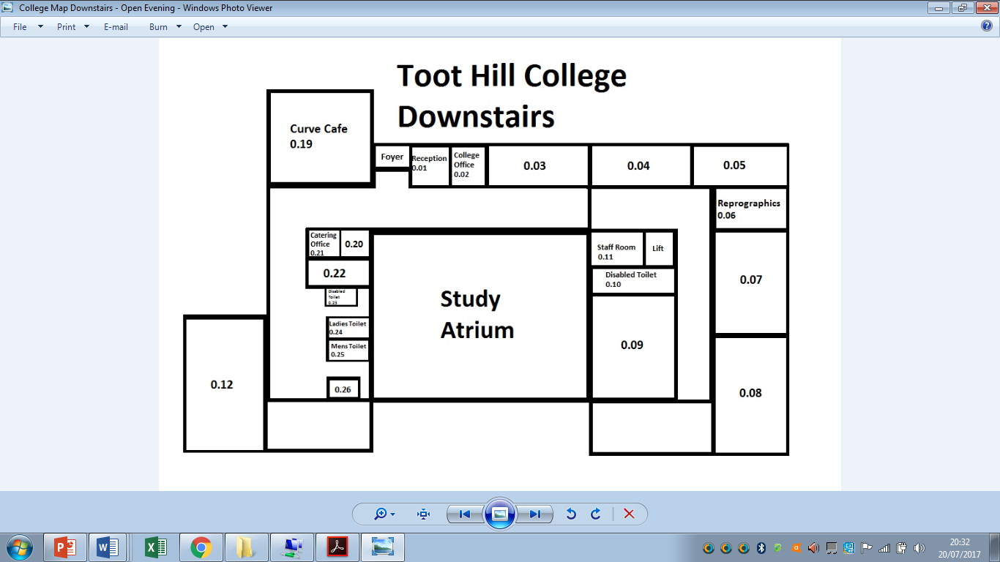 College Map Downstairs - Open Evening - Windows Photo Viewer
File Print E-mail Burn Open
Toot Hill College
Downstairs
Curve Cafe
0.19
Foyer
Reception
0.01
College
Office
0.02
0.03
0.04
0.05
Reprographics
0.06
Catering
Office
0.21
0.20
Staff Room
0.11
Lift
0.22
Disabled Toilet
0.10
0.07
Disabled
Toilet
0.23
Study
Atrium
Ladies Toilet
0.24
Mens Toilet
0.25
0.09
0.12
0.26
0.08
20:32
20/07/2017